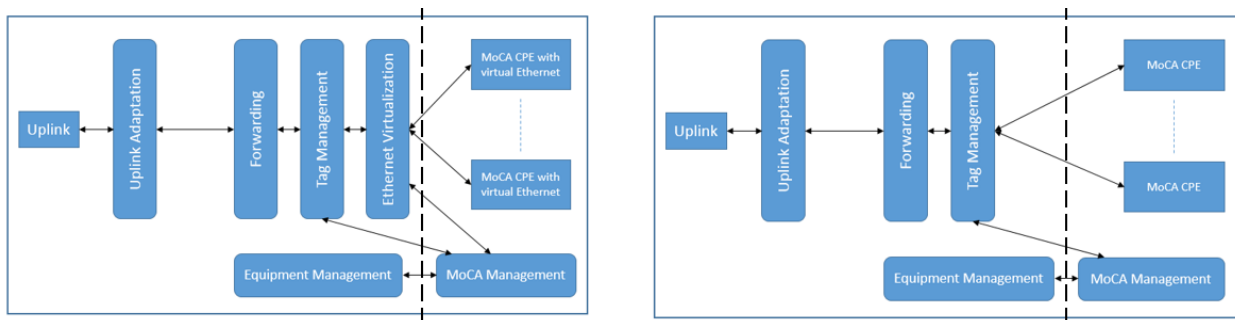 Uplink
Uplink Adaptation
Forwarding
Tag Management
Ethernet Virtualization
MoCA CPE with
virtual Ethernet
MoCA CPE with
virtual Ethernet
Equipment Management
MoCA Management
Uplink
Uplink Adaptation
Forwarding
Tag Management
MoCA CPE
MoCA CPE
Equipment Management
MoCA Management